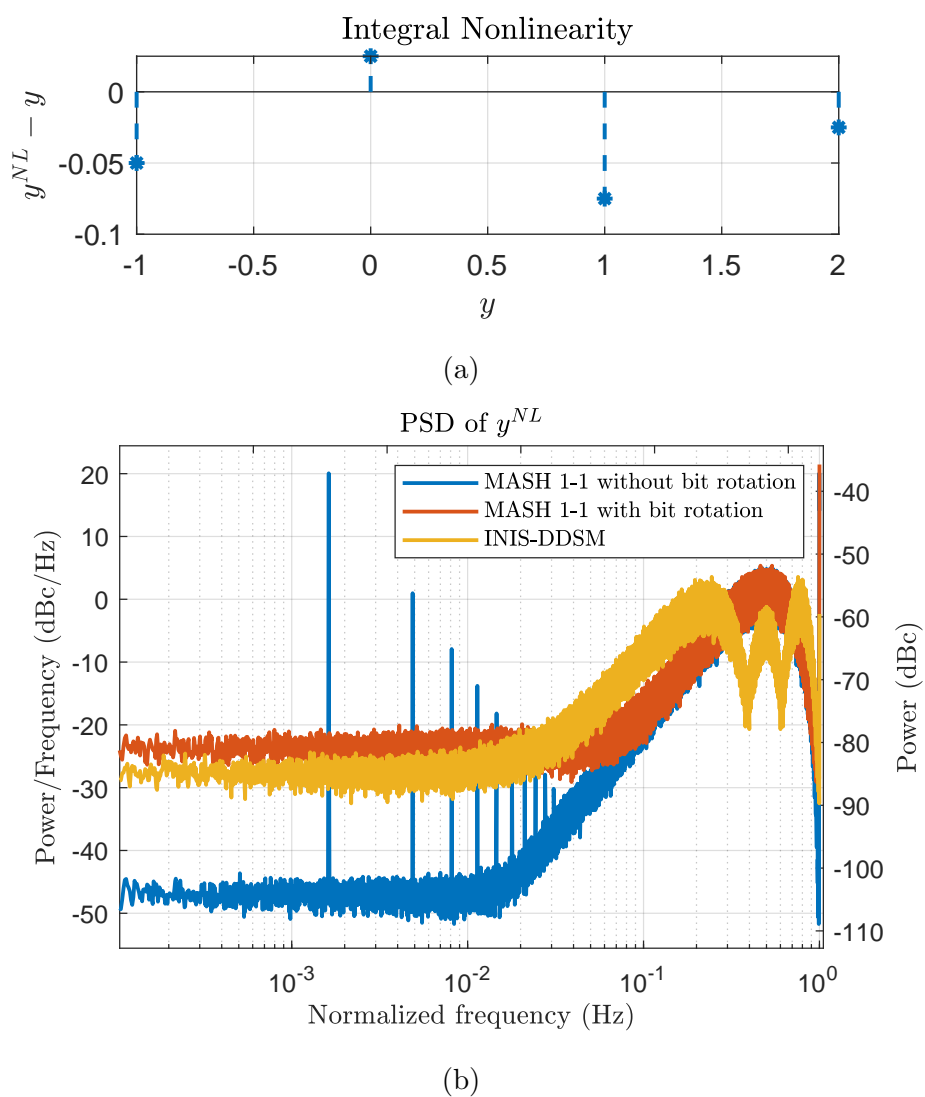 Integral Nonlinearity
0
-0.05
-0.1
y^{NL} − y
-1 -0.5 0 0.5 1 1.5 2
y
(a)
PSD of y^{NL}
MASH 1-1 without bit rotation
MASH 1-1 with bit rotation
INIS-DDSM
20
10
0
-10
-20
-30
-40
-50
Power/Frequency (dBc/Hz)
-40
-50
-60
-70
-80
-90
-100
-110
Power (dBc)
10^{-3} 10^{-2} 10^{-1} 10^{0}
Normalized frequency (Hz)
(b)